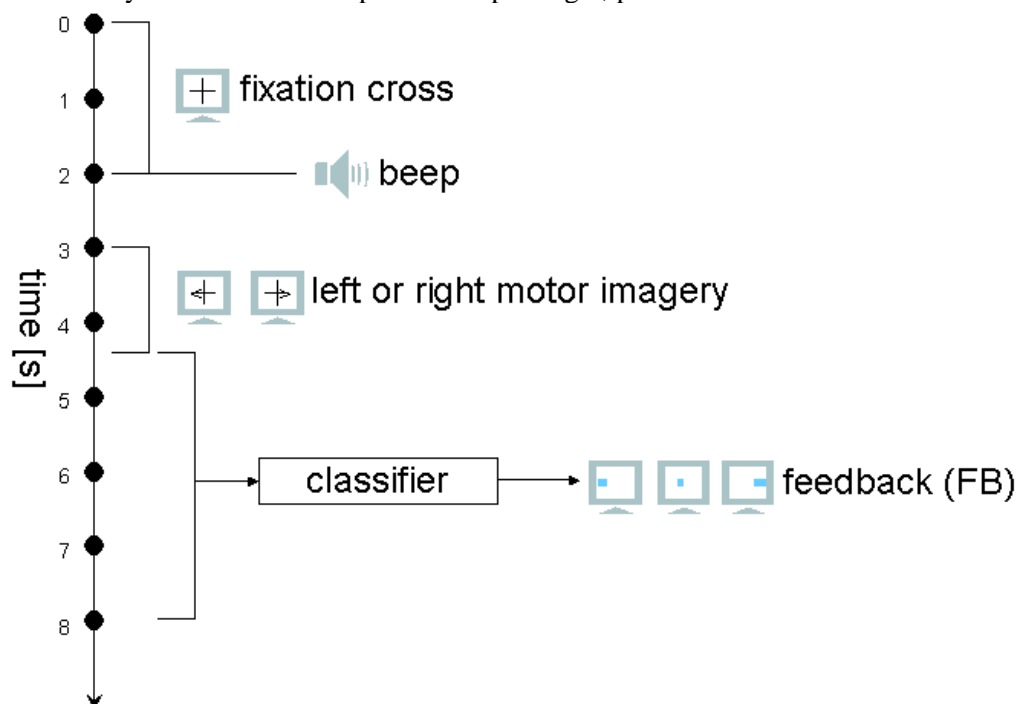 0
fixation cross
1
2
beep
3
left or right motor imagery
4
time [s]
5
6
classifier
feedback (FB)
7
8